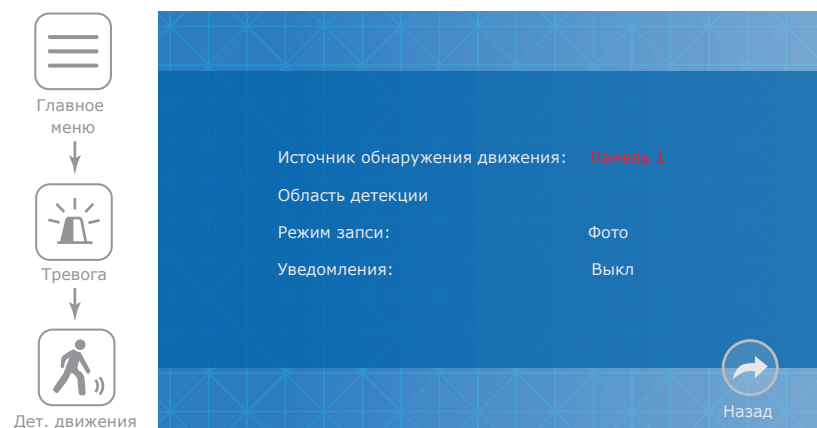 Главное
меню
Тревога
Дет. движения
Источник обнаружения движения: Панель 1
Область детекции
Режим запси: Фото
Уведомления: Выкл
Назад